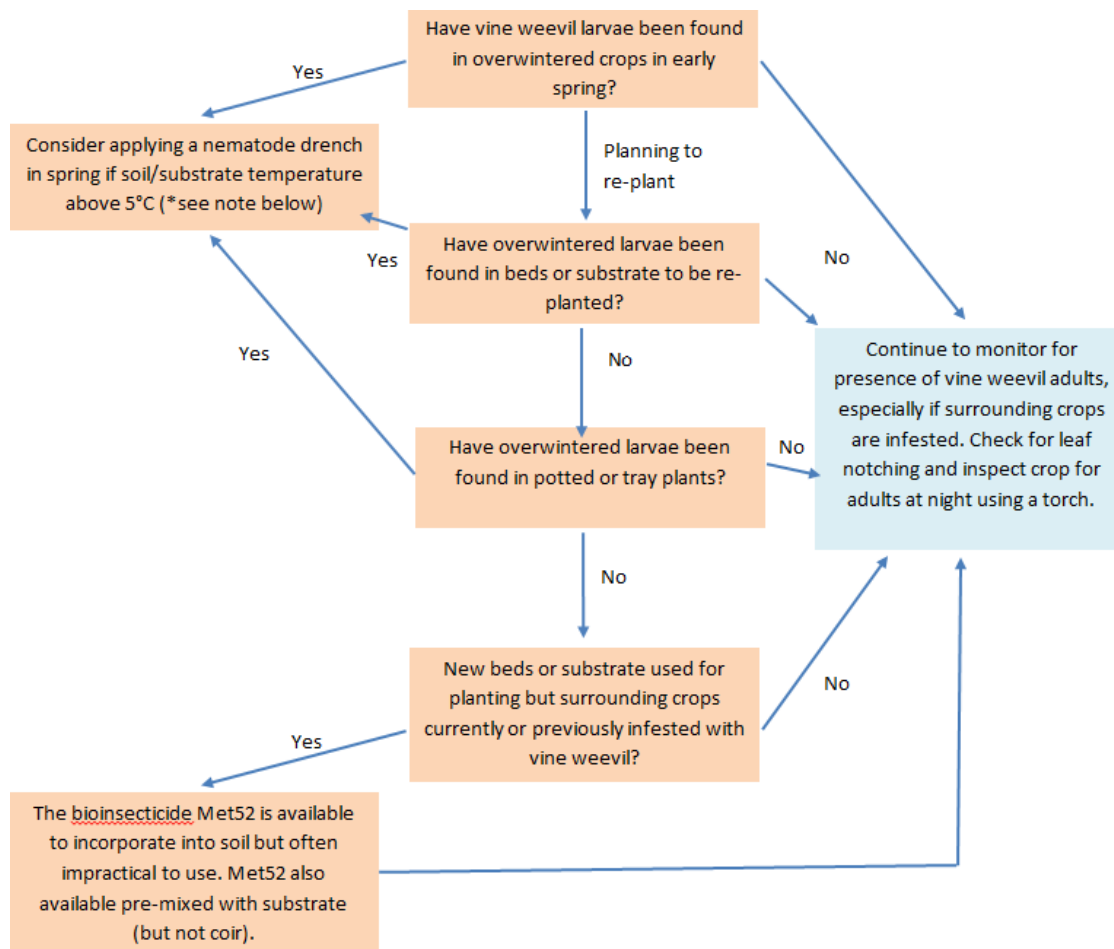 Have vine weevil larvae been found
in overwintered crops in early
spring?
Yes
Consider applying a nematode drench
in spring if soil/substrate temperature
above 5°C (*see note below)
Planning to
re-plant
Have overwintered larvae been
found in beds or substrate to be re-
planted?
Yes
No
Yes
No
Continue to monitor for
presence of vine weevil adults,
especially if surrounding crops
are infested. Check for leaf
notching and inspect crop for
adults at night using a torch.
Have overwintered larvae been
found in potted or tray plants?
No
No
New beds or substrate used for
planting but surrounding crops
currently or previously infested with
vine weevil?
No
Yes
The bioinsecticide Met52 is available
to incorporate into soil but often
impractical to use. Met52 also
available pre-mixed with substrate
(but not coir).